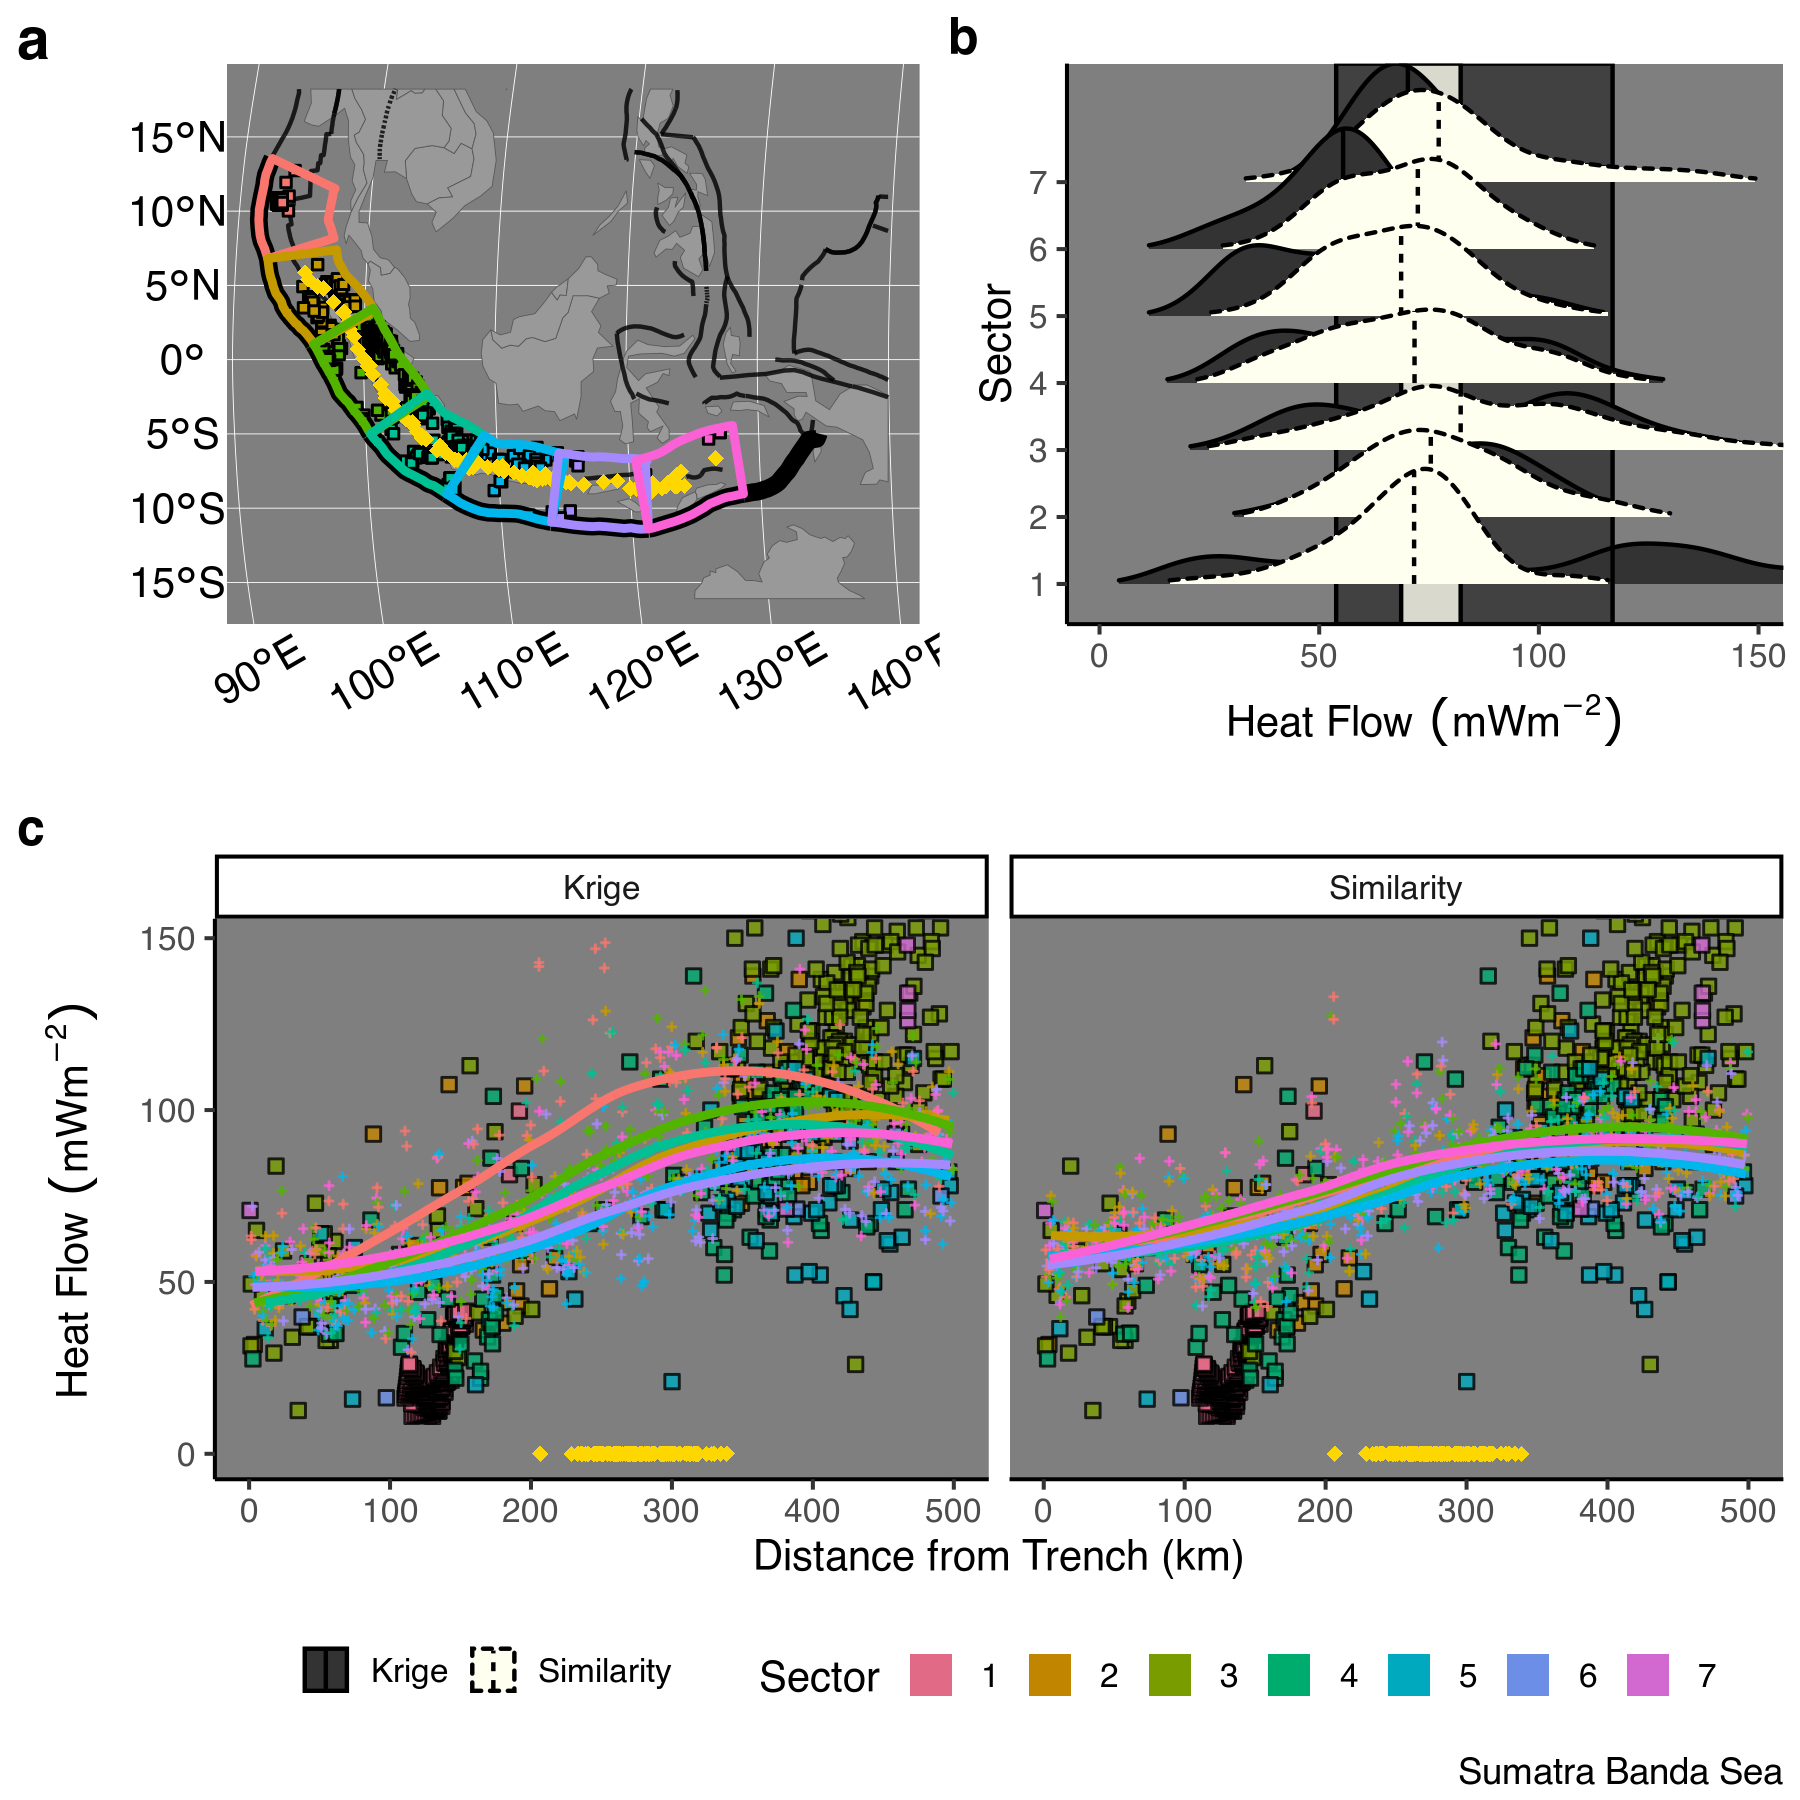 a
15°N
10°N
5°N
0°
5°S
10°S
15°S
90°E 100°E 110°E 120°E 130°E 140°
b
Sector
7
6
5
4
3
2
1
0 50 100 150
Heat Flow (mWm−2)
c
Krige Similarity
Heat Flow (mWm−2)
150
100
50
0
0 100 200 300 400 500 0 100 200 300 400 500
Distance from Trench (km)
Krige Similarity Sector 1 2 3 4 5 6 7
Sumatra Banda Sea